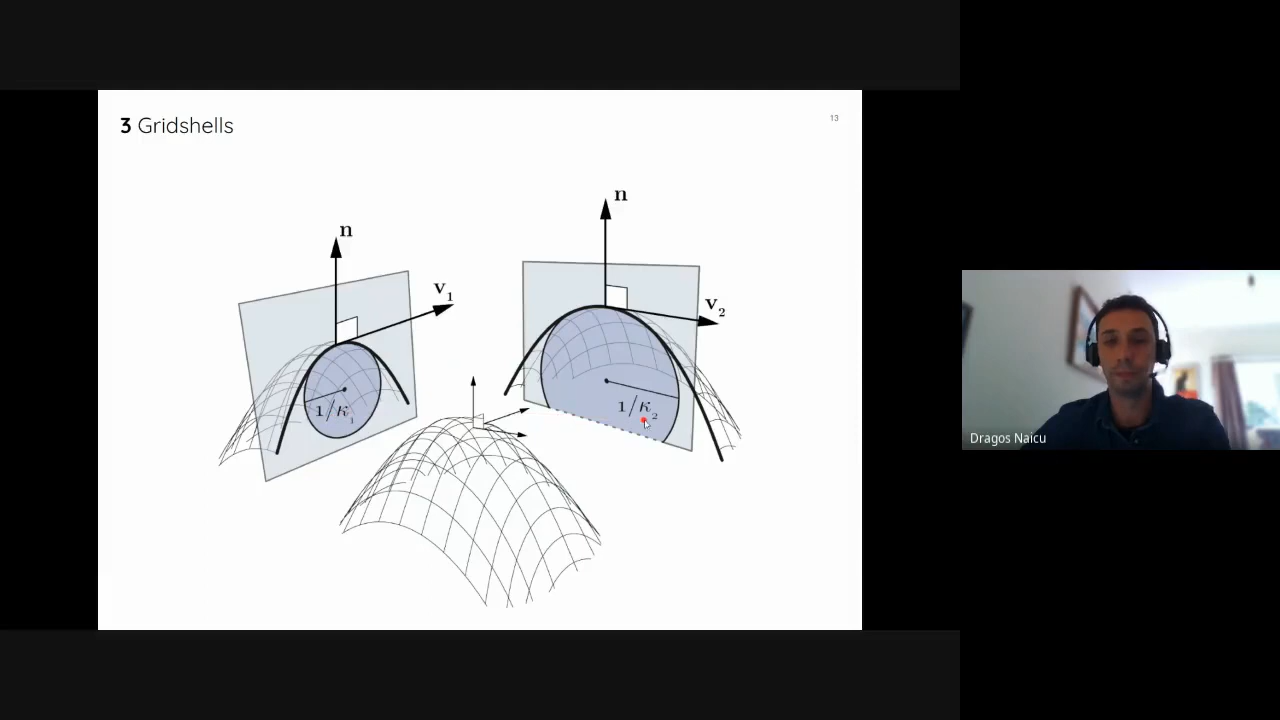 3 Gridshells
13
n
v₁
1/κ₁
n
v₂
1/κ₂
Dragos Naicu